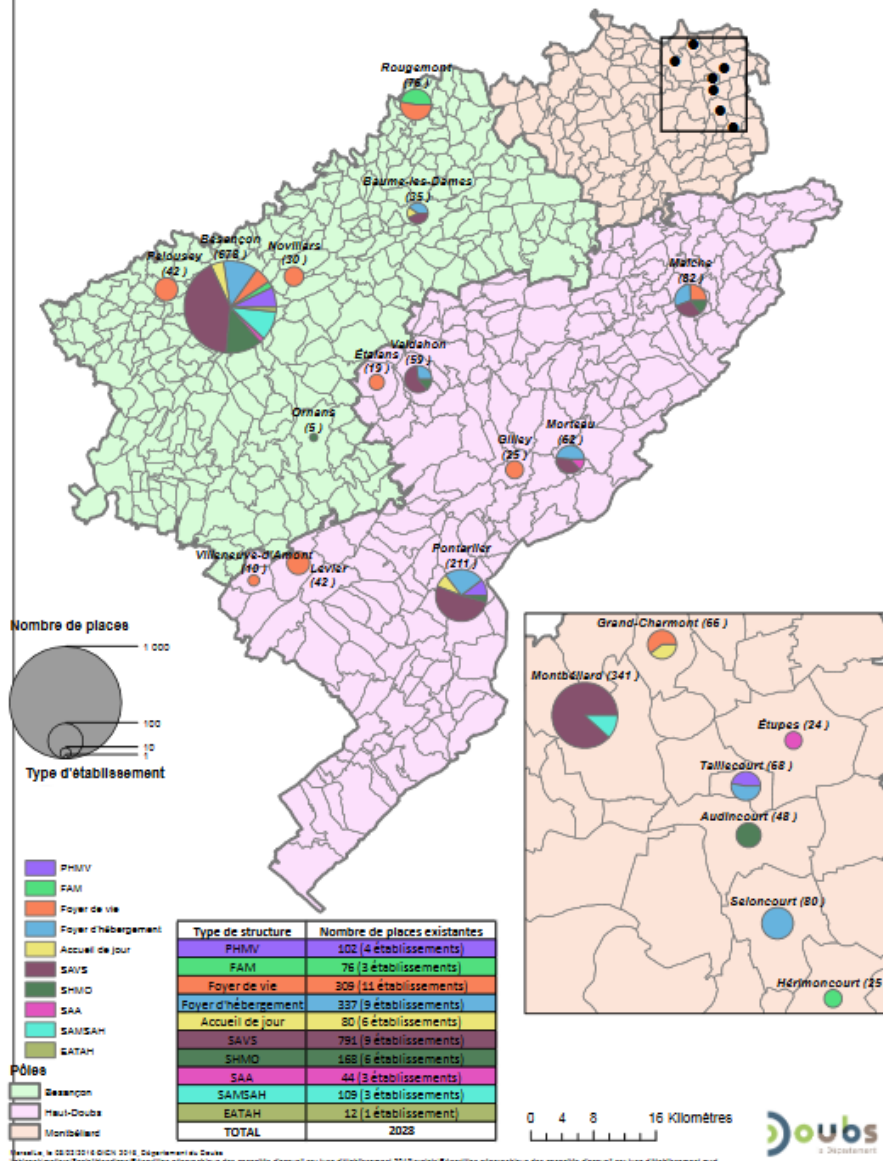 Rougemont
(76)
Baume-les-Dames
(35)
Besançon
(676)
Novillars
(30)
Pelousey
(42)
Maîche
(82)
Étalans
(19)
Valdahon
(59)
Ornans
(5)
Gilley
(25)
Morteau
(62)
Villeneuve-d'Amont
(10)
Levier
(42)
Pontarlier
(211)
Nombre de places
1 000
100
10
1
Type d'établissement
PHMV
FAM
Foyer de vie
Foyer d'hébergement
Accueil de jour
SAVS
SHMO
SAA
SAMSAH
EATAH
Pôles
Besançon
Haut-Doubs
Montbéliard
Type de structure Nombre de places existantes
PHMV 102 (4 établissements)
FAM 76 (3 établissements)
Foyer de vie 309 (11 établissements)
Foyer d'hébergement 337 (9 établissements)
Accueil de jour 80 (6 établissements)
SAVS 791 (9 établissements)
SHMO 168 (6 établissements)
SAA 44 (3 établissements)
SAMSAH 109 (3 établissements)
EATAH 12 (1 établissement)
TOTAL 2028
Grand-Charmont (66)
Montbéliard (341)
Étupes (24)
Taillecourt (68)
Audincourt (48)
Seloncourt (80)
Hérimoncourt (25
0 4 8 16 Kilomètres
Doubs
Département du Doubs